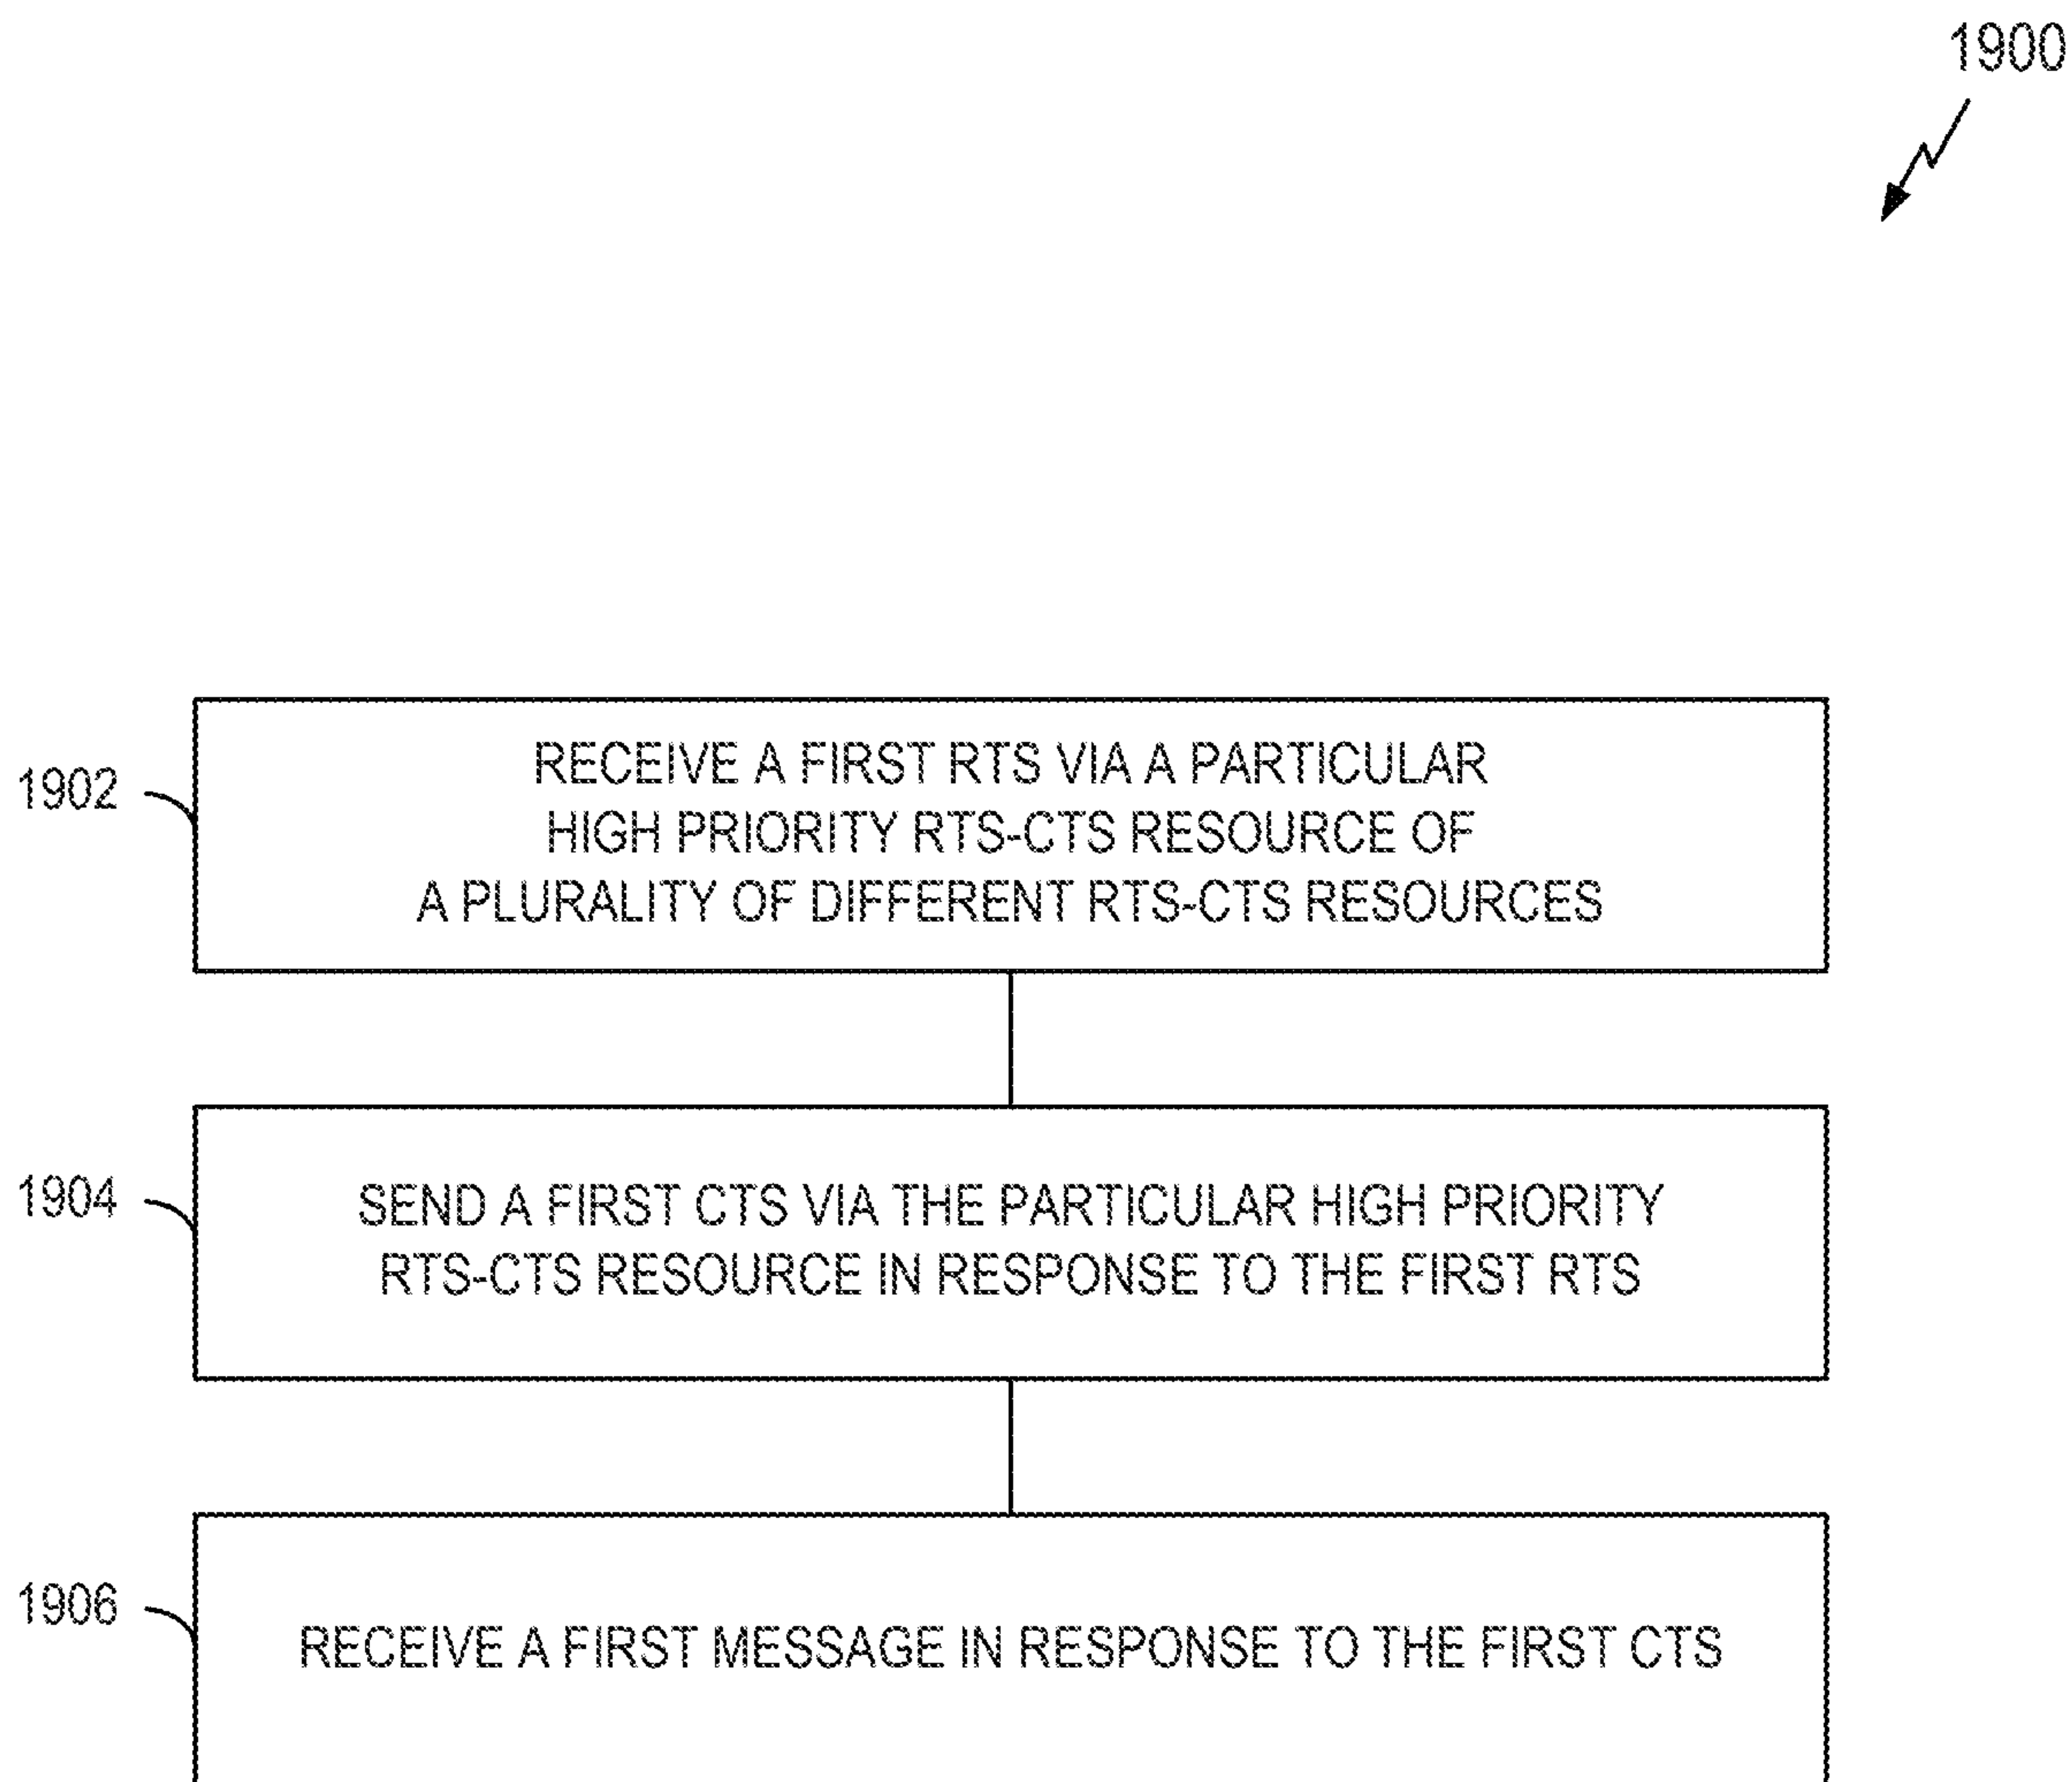 1900
1902
RECEIVE A FIRST RTS VIA A PARTICULAR
HIGH PRIORITY RTS-CTS RESOURCE OF
A PLURALITY OF DIFFERENT RTS-CTS RESOURCES
1904
SEND A FIRST CTS VIA THE PARTICULAR HIGH PRIORITY
RTS-CTS RESOURCE IN RESPONSE TO THE FIRST RTS
1906
RECEIVE A FIRST MESSAGE IN RESPONSE TO THE FIRST CTS